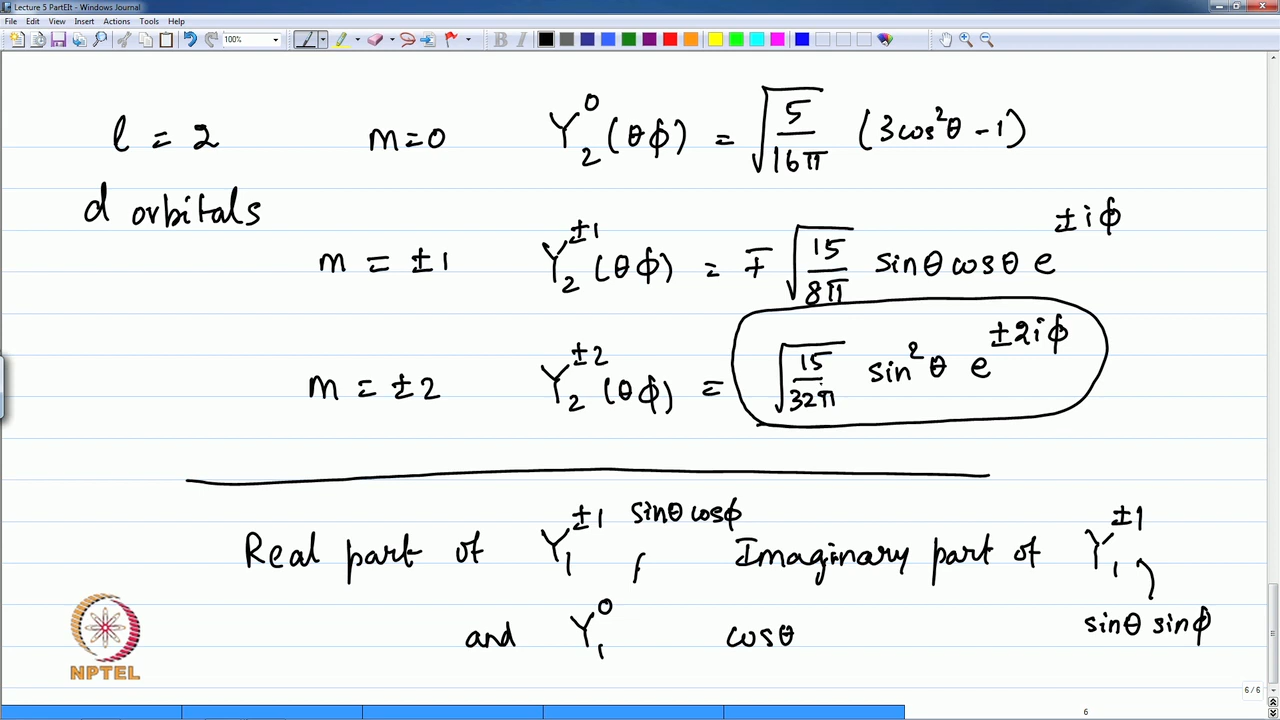 Lecture 5 PartEIt - Windows Journal
File Edit View Insert Actions Tools Help
100%
l = 2 m=0 Y₂⁰(θϕ) = √(5/16π) (3cos²θ - 1)
d orbitals
m = ±1 Y₂^±1(θϕ) = ∓ √(15/8π) sinθ cosθ e^±iϕ
m = ±2 Y₂^±2(θϕ) = √(15/32π) sin²θ e^±2iϕ
Real part of Y₁^±1 sinθ cosϕ , Imaginary part of Y₁^±1
sinθ sinϕ
and Y₁⁰ cosθ
NPTEL
6 / 6
6